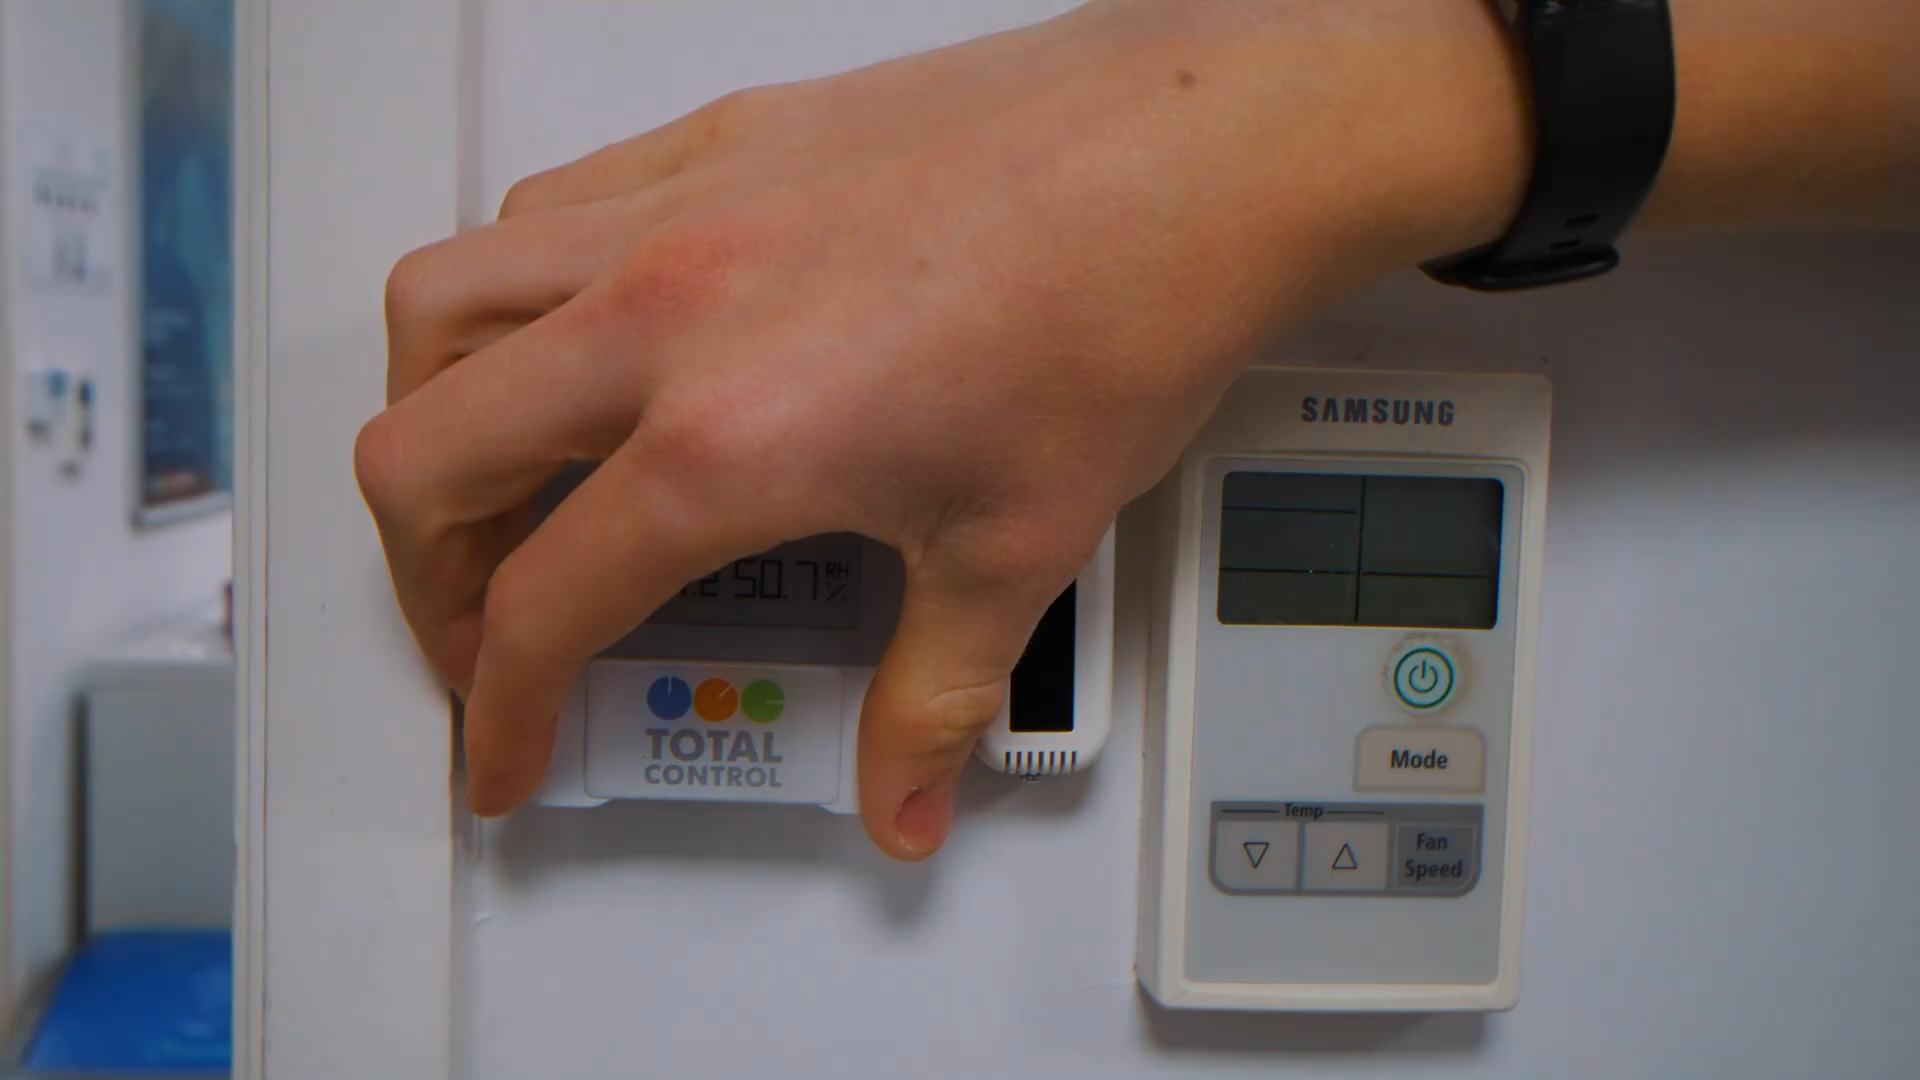 SAMSUNG
50.7 RH
%
TOTAL
CONTROL
Mode
Temp
Fan
Speed